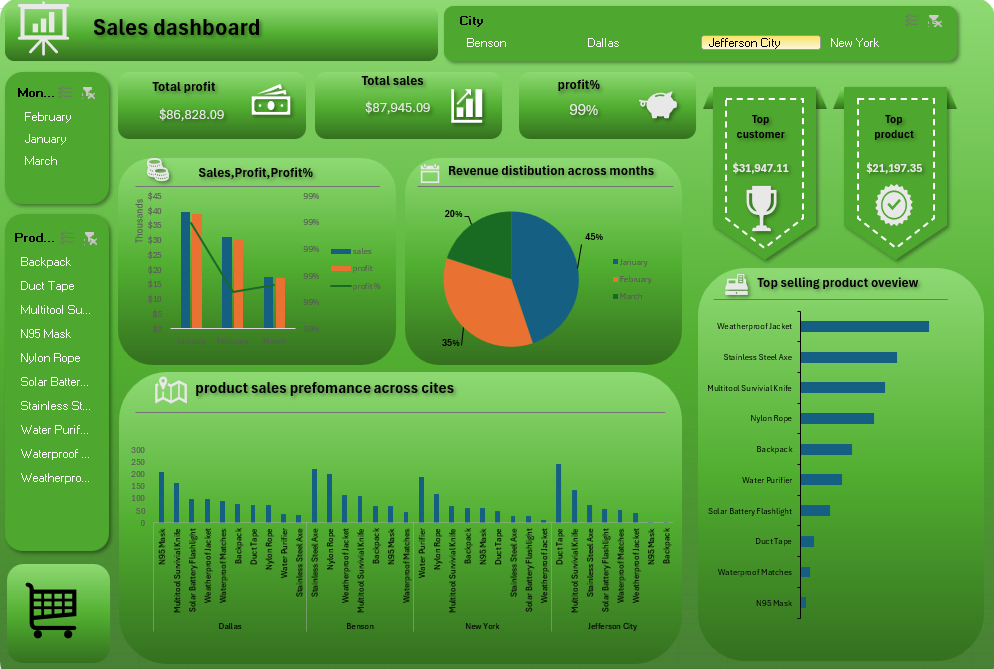 Sales dashboard
City
Benson
Dallas
Jefferson City
New York
Mon...
February
January
March
Total profit
$86,828.09
Total sales
$87,945.09
profit%
99%
Top
customer
$31,947.11
Top
product
$21,197.35
Prod...
Backpack
Duct Tape
Multitool Su...
N95 Mask
Nylon Rope
Solar Batter...
Stainless St...
Water Purif...
Waterproof ...
Weatherpro...
Sales,Profit,Profit%
Thousands
$45
$40
$35
$30
$25
$20
$15
$10
$5
$0
99%
99%
99%
99%
99%
99%
sales
profit
profit%
Revenue distibution across months
20%
45%
35%
January
February
March
Top selling product oveview
Weatherproof Jacket
Stainless Steel Axe
Multitool Survivial Knife
Nylon Rope
Backpack
Water Purifier
Solar Battery Flashlight
Duct Tape
Waterproof Matches
N95 Mask
product sales prefomance across cites
300
250
200
150
100
50
0
N95 Mask
Multitool Survivial Knife
Solar Battery Flashlight
Weatherproof Jacket
Waterproof Matches
Backpack
Duct Tape
Nylon Rope
Water Purifier
Stainless Steel Axe
Stainless Steel Axe
Nylon Rope
Weatherproof Jacket
Multitool Survivial Knife
Backpack
N95 Mask
Waterproof Matches
Water Purifier
Nylon Rope
Multitool Survivial Knife
Backpack
N95 Mask
Duct Tape
Stainless Steel Axe
Solar Battery Flashlight
Weatherproof Jacket
Duct Tape
Multitool Survivial Knife
Stainless Steel Axe
Solar Battery Flashlight
Waterproof Matches
Weatherproof Jacket
N95 Mask
Backpack
Dallas
Benson
New York
Jefferson City